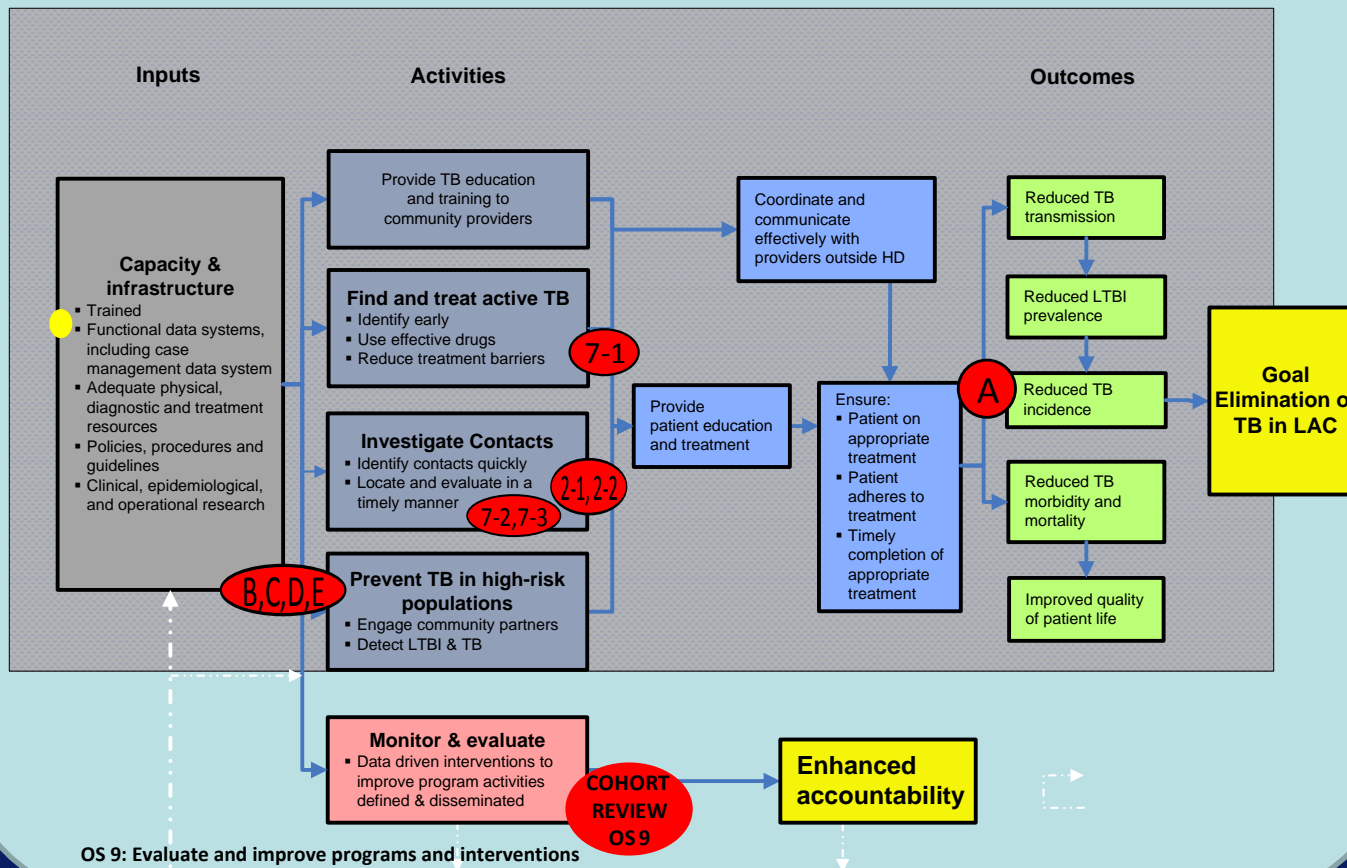 Inputs
Activities
Outcomes
Capacity &
infrastructure
▪ Trained
▪ Functional data systems,
including case
management data system
▪ Adequate physical,
diagnostic and treatment
resources
▪ Policies, procedures and
guidelines
▪ Clinical, epidemiological,
and operational research
B,C,D,E
Provide TB education
and training to
community providers
Find and treat active TB
▪ Identify early
▪ Use effective drugs
▪ Reduce treatment barriers
7-1
Investigate Contacts
▪ Identify contacts quickly
▪ Locate and evaluate in a
timely manner
2-1, 2-2
7-2,7-3
Prevent TB in high-risk
populations
▪ Engage community partners
▪ Detect LTBI & TB
Monitor & evaluate
▪ Data driven interventions to
improve program activities
defined & disseminated
COHORT
REVIEW
OS 9
Coordinate and
communicate
effectively with
providers outside HD
Provide
patient education
and treatment
Ensure:
▪ Patient on
appropriate
treatment
▪ Patient
adheres to
treatment
▪ Timely
completion of
appropriate
treatment
A
Reduced TB
transmission
Reduced LTBI
prevalence
Reduced TB
incidence
Reduced TB
morbidity and
mortality
Improved quality
of patient life
Goal
Elimination o
TB in LAC
Enhanced
accountability
OS 9: Evaluate and improve programs and interventions